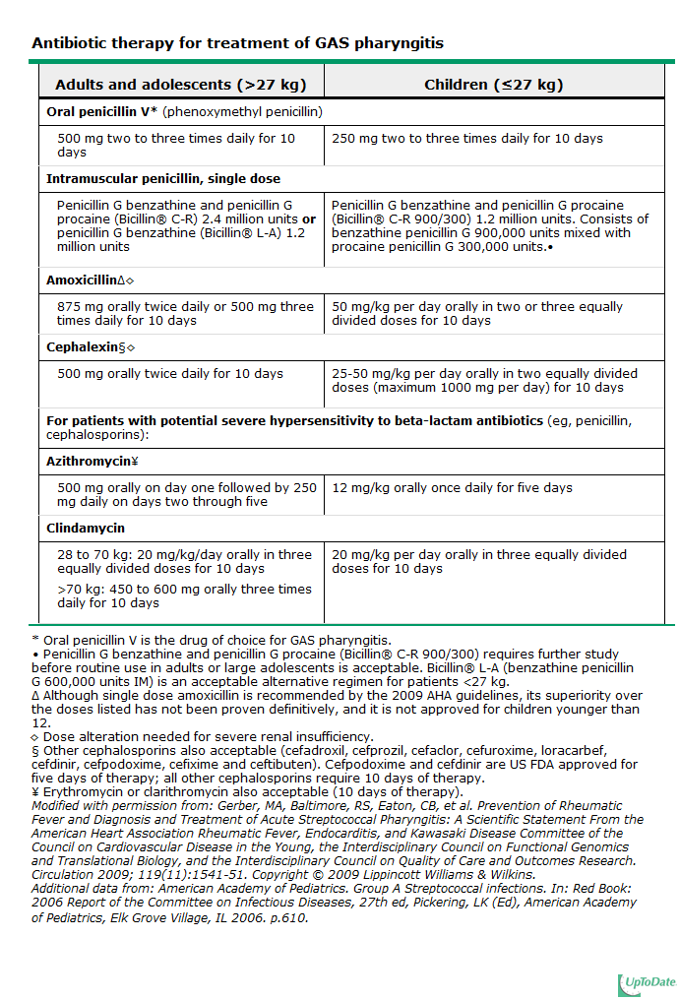 Antibiotic therapy for treatment of GAS pharyngitis
Adults and adolescents (>27 kg)
Children (≤27 kg)
Oral penicillin V* (phenoxymethyl penicillin)
500 mg two to three times daily for 10
days
250 mg two to three times daily for 10 days
Intramuscular penicillin, single dose
Penicillin G benzathine and penicillin G
procaine (Bicillin® C-R) 2.4 million units or
penicillin G benzathine (Bicillin® L-A) 1.2
million units
Penicillin G benzathine and penicillin G procaine
(Bicillin® C-R 900/300) 1.2 million units. Consists of
benzathine penicillin G 900,000 units mixed with
procaine penicillin G 300,000 units.•
AmoxicillinΔ◇
875 mg orally twice daily or 500 mg three
times daily for 10 days
50 mg/kg per day orally in two or three equally
divided doses for 10 days
Cephalexin§◇
500 mg orally twice daily for 10 days
25-50 mg/kg per day orally in two equally divided
doses (maximum 1000 mg per day) for 10 days
For patients with potential severe hypersensitivity to beta-lactam antibiotics (eg, penicillin,
cephalosporins):
Azithromycin¥
500 mg orally on day one followed by 250
mg daily on days two through five
12 mg/kg orally once daily for five days
Clindamycin
28 to 70 kg: 20 mg/kg/day orally in three
equally divided doses for 10 days
>70 kg: 450 to 600 mg orally three times
daily for 10 days
20 mg/kg per day orally in three equally divided
doses for 10 days
* Oral penicillin V is the drug of choice for GAS pharyngitis.
• Penicillin G benzathine and penicillin G procaine (Bicillin® C-R 900/300) requires further study
before routine use in adults or large adolescents is acceptable. Bicillin® L-A (benzathine penicillin
G 600,000 units IM) is an acceptable alternative regimen for patients <27 kg.
Δ Although single dose amoxicillin is recommended by the 2009 AHA guidelines, its superiority over
the doses listed has not been proven definitively, and it is not approved for children younger than
12.
◇ Dose alteration needed for severe renal insufficiency.
§ Other cephalosporins also acceptable (cefadroxil, cefprozil, cefaclor, cefuroxime, loracarbef,
cefdinir, cefpodoxime, cefixime and ceftibuten). Cefpodoxime and cefdinir are US FDA approved for
five days of therapy; all other cephalosporins require 10 days of therapy.
¥ Erythromycin or clarithromycin also acceptable (10 days of therapy).
Modified with permission from: Gerber, MA, Baltimore, RS, Eaton, CB, et al. Prevention of Rheumatic
Fever and Diagnosis and Treatment of Acute Streptococcal Pharyngitis: A Scientific Statement From the
American Heart Association Rheumatic Fever, Endocarditis, and Kawasaki Disease Committee of the
Council on Cardiovascular Disease in the Young, the Interdisciplinary Council on Functional Genomics
and Translational Biology, and the Interdisciplinary Council on Quality of Care and Outcomes Research.
Circulation 2009; 119(11):1541-51. Copyright © 2009 Lippincott Williams & Wilkins.
Additional data from: American Academy of Pediatrics. Group A Streptococcal infections. In: Red Book:
2006 Report of the Committee on Infectious Diseases, 27th ed, Pickering, LK (Ed), American Academy
of Pediatrics, Elk Grove Village, IL 2006. p.610.
UpToDate